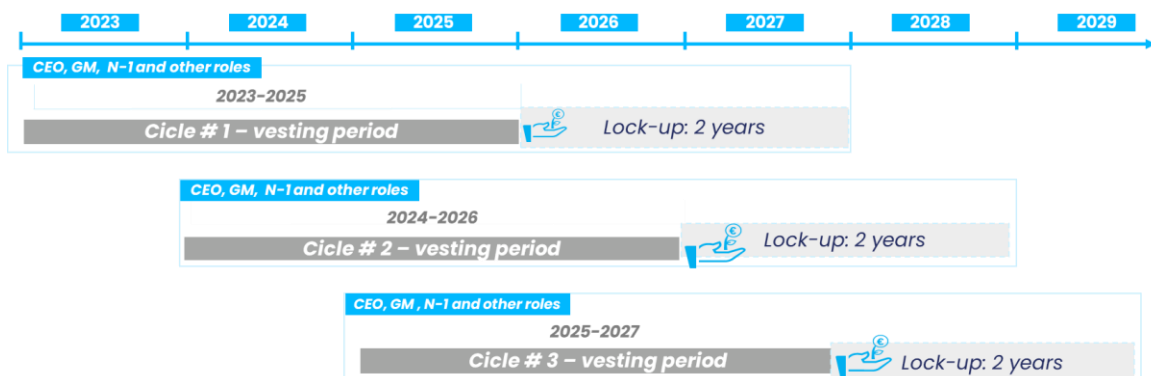 2023 2024 2025 2026 2027 2028 2029
CEO, GM, N-1 and other roles
2023-2025
Cicle # 1 – vesting period
€
Lock-up: 2 years
CEO, GM, N-1 and other roles
2024-2026
Cicle # 2 – vesting period
€
Lock-up: 2 years
CEO, GM , N-1 and other roles
2025-2027
Cicle # 3 – vesting period
€
Lock-up: 2 years